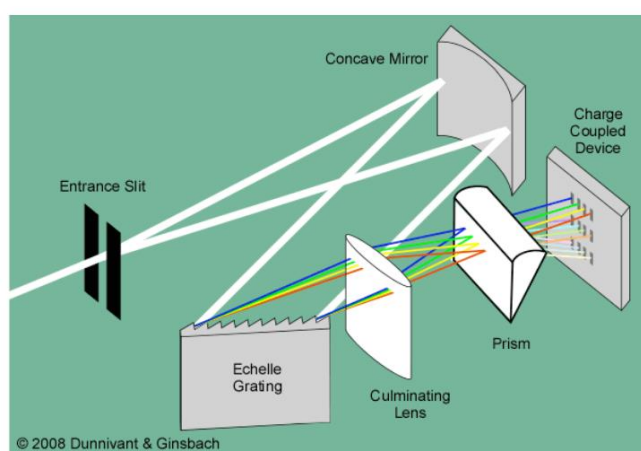 Concave Mirror
Charge
Coupled
Device
Entrance Slit
Prism
Echelle
Grating
Culminating
Lens
© 2008 Dunnivant & Ginsbach